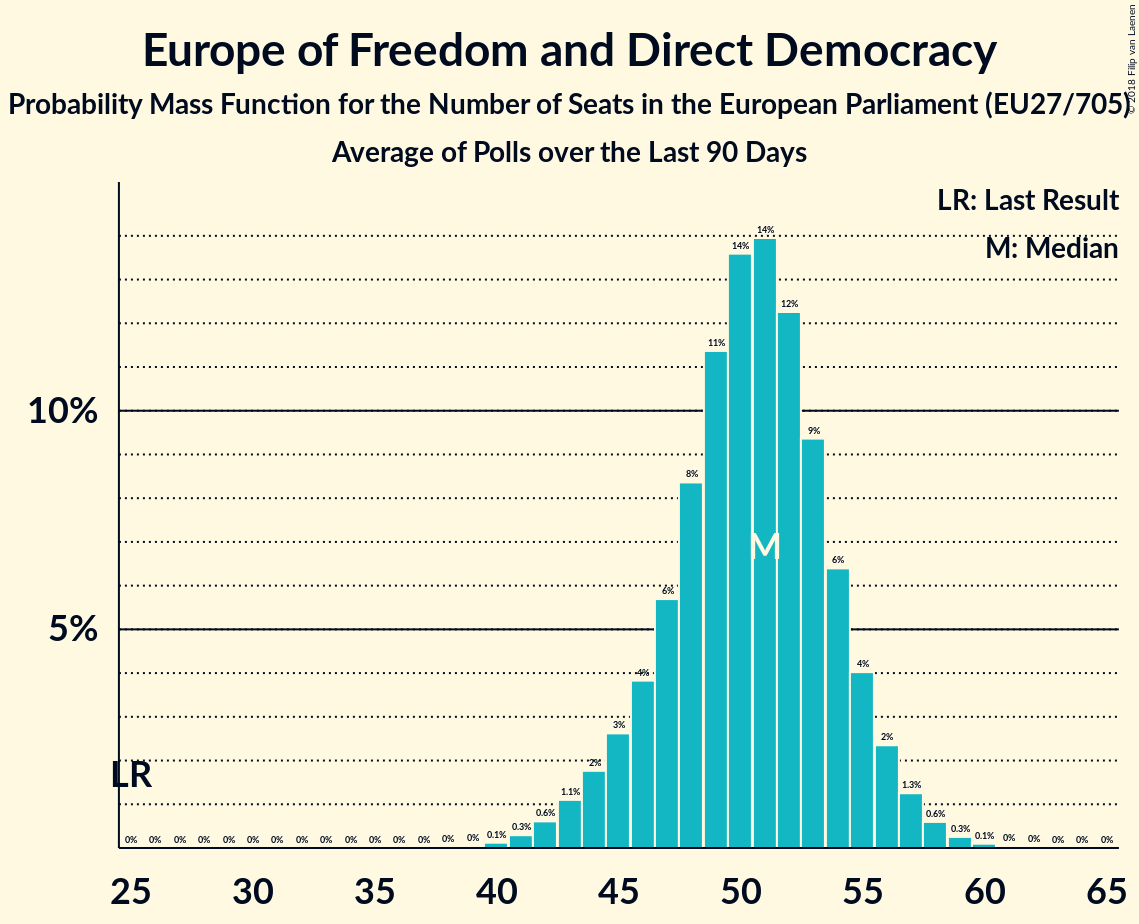 Europe of Freedom and Direct Democracy
Probability Mass Function for the Number of Seats in the European Parliament (EU27/705)
Average of Polls over the Last 90 Days
© 2018 Filip van Laenen
LR: Last Result
M: Median
14%
14%
12%
11%
10%
9%
8%
M
6%
6%
5%
4%
4%
3%
2%
2%
LR
1.1%
1.3%
0.6%
0.6%
0.3%
0.3%
0.1%
0.1%
0% 0% 0% 0% 0% 0% 0% 0% 0% 0% 0% 0% 0% 0% 0% 0% 0% 0% 0% 0%
25 30 35 40 45 50 55 60 65